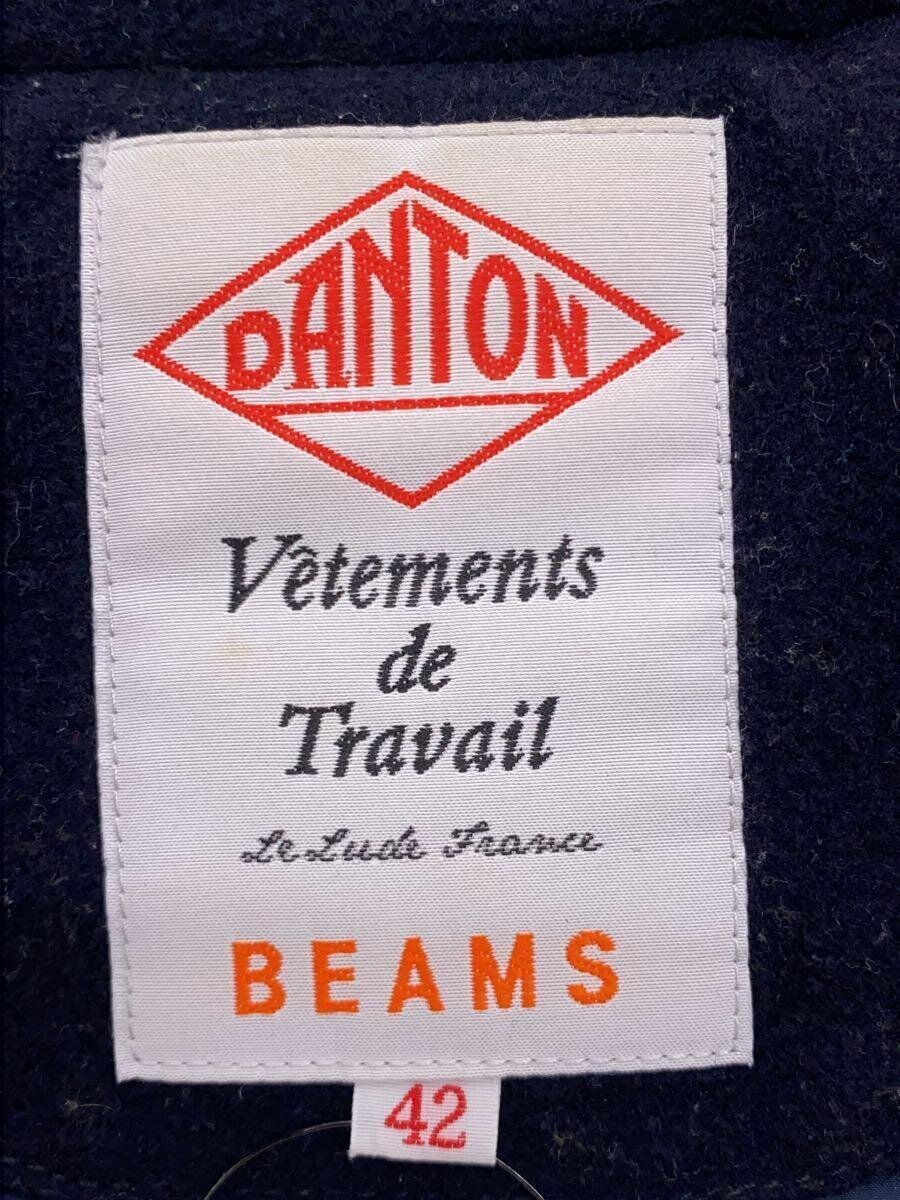 DANTON
Vêtements
de
Travail
Le Lude France
BEAMS
42